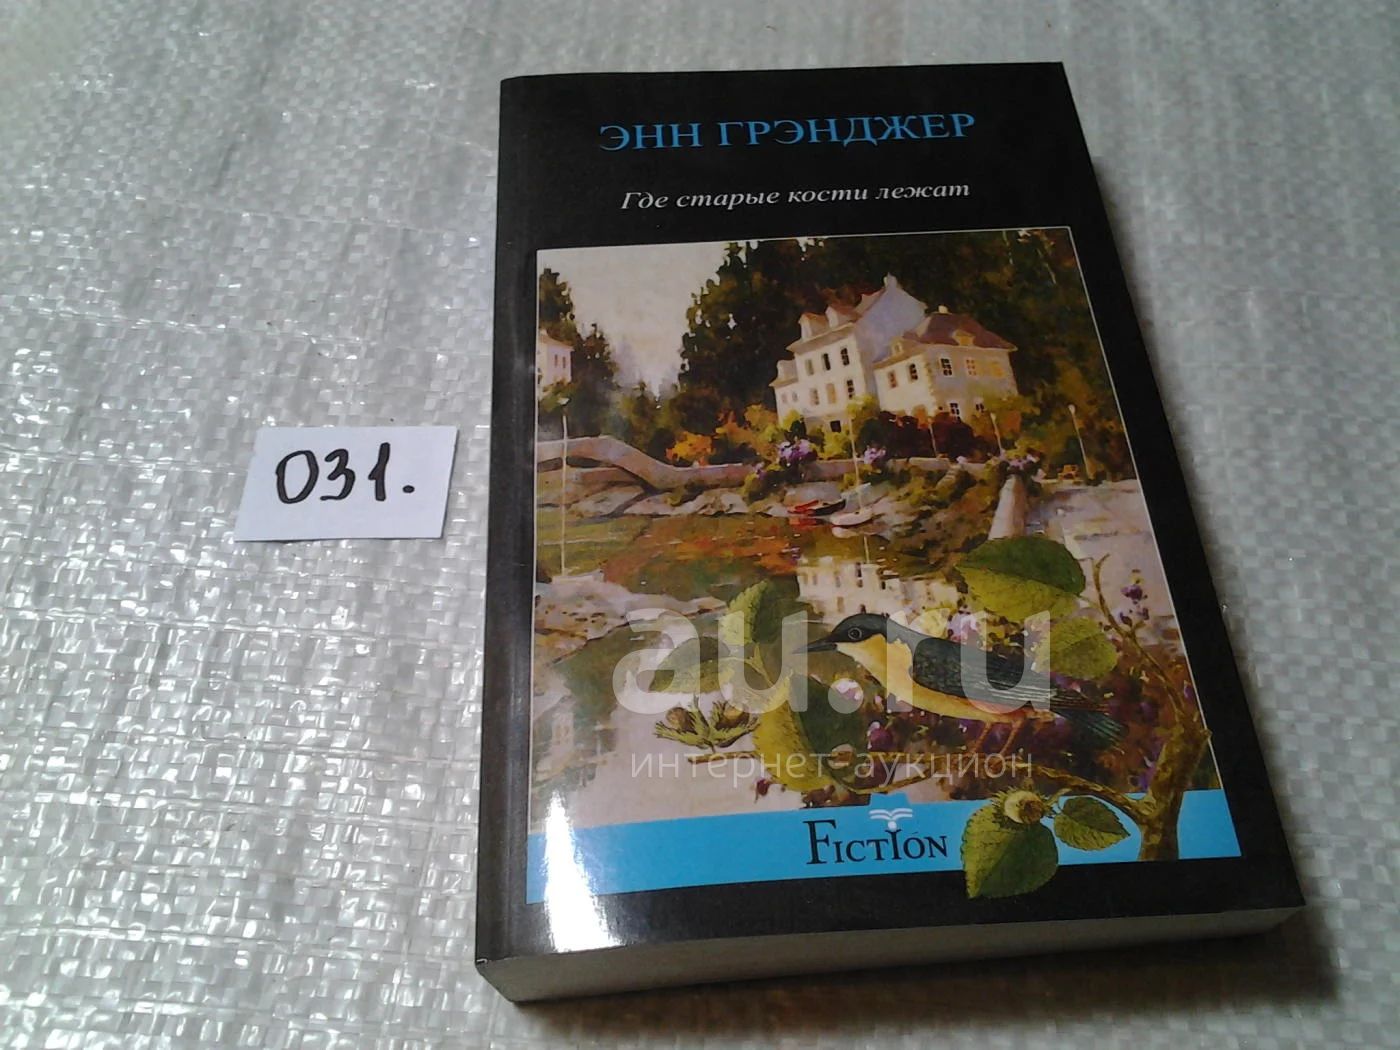 ЭНН ГРЭНДЖЕР
Где старые кости лежат
031.
au.ru
интернет-аукцион
FICTION